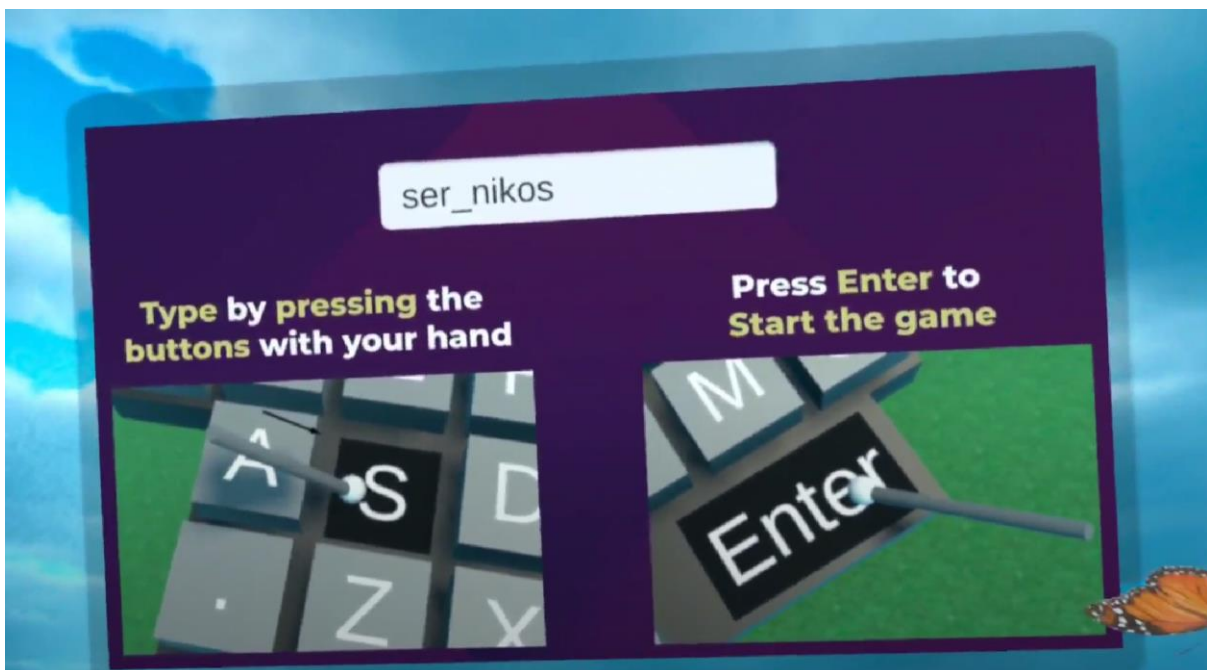 ser_nikos
Type by pressing the
buttons with your hand
Press Enter to
Start the game
A S D
. Z X
M
Enter